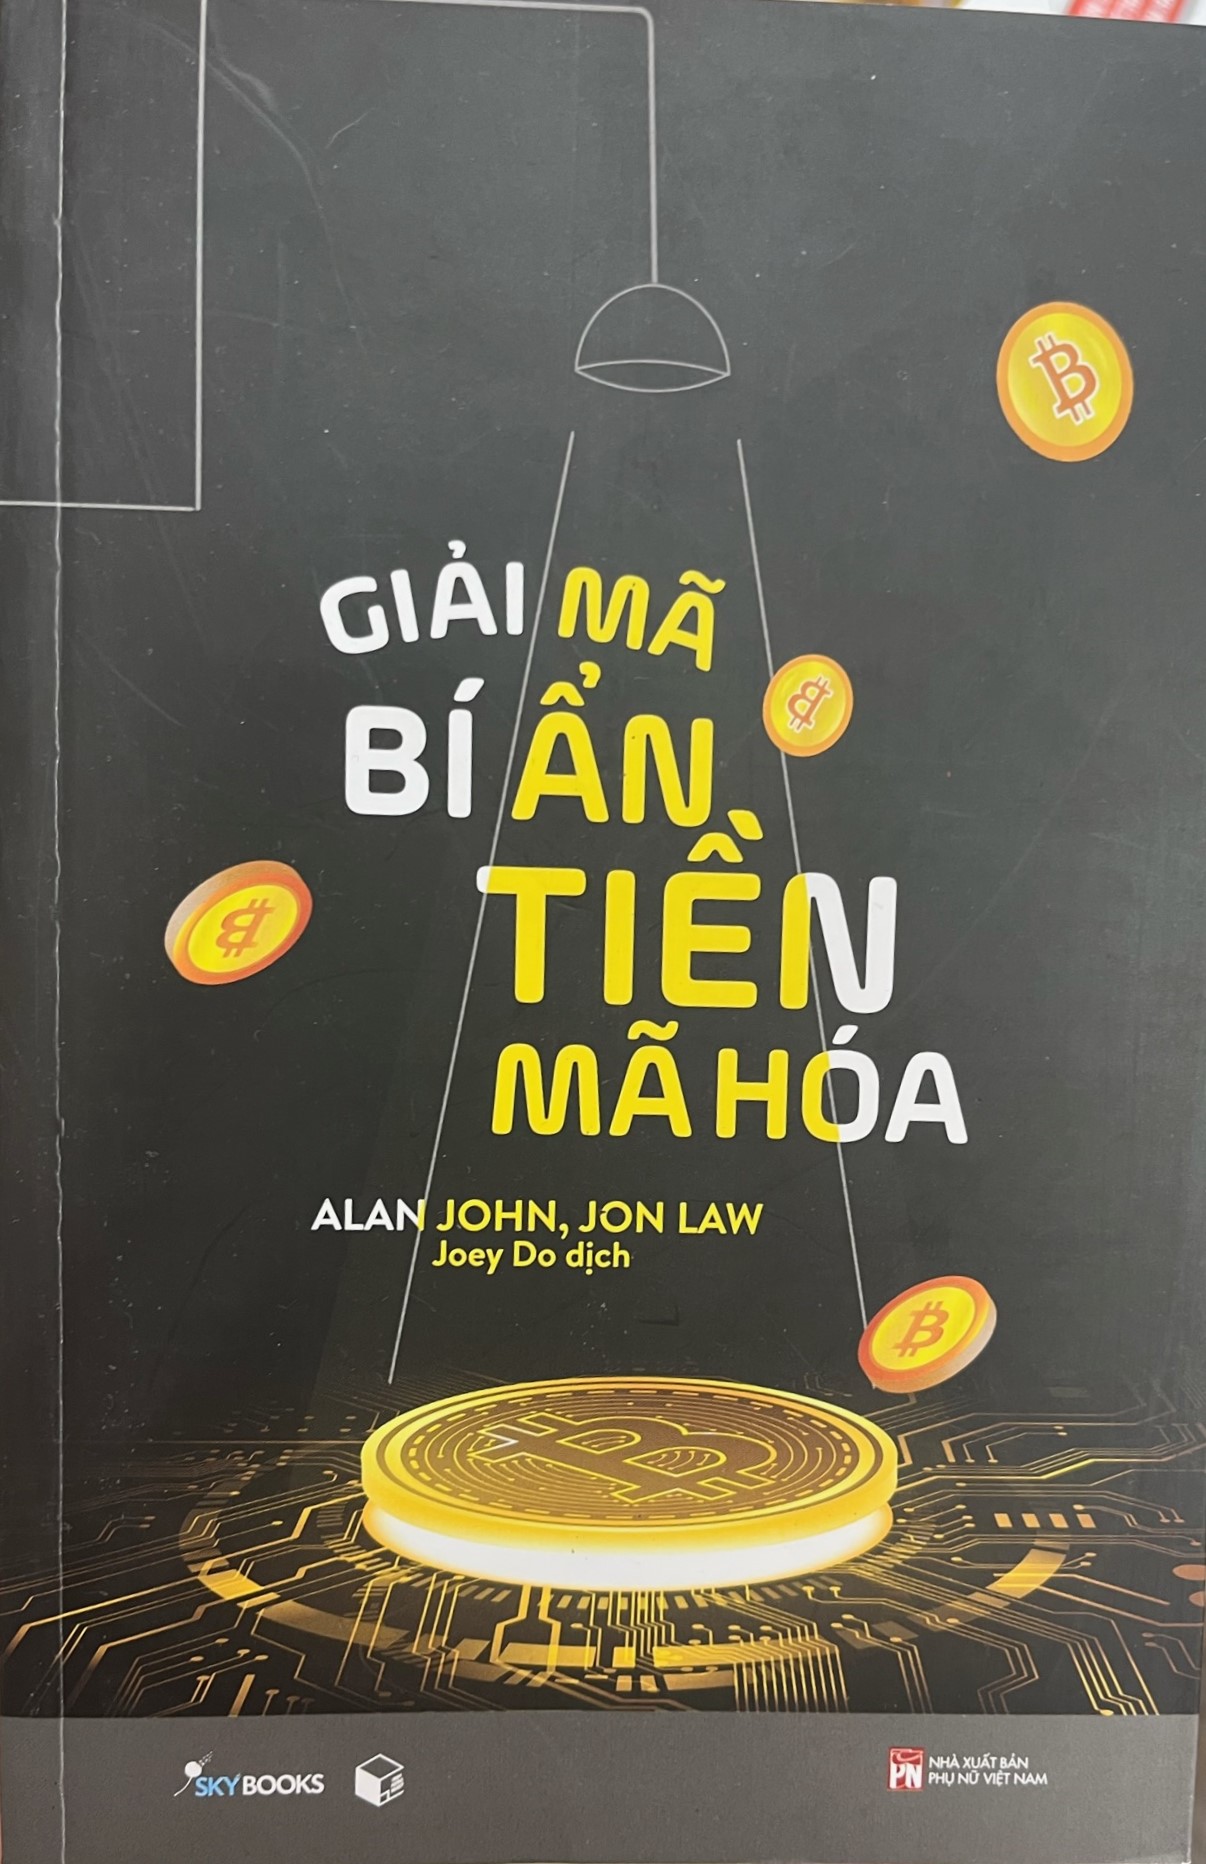 GIẢI MÃ
BÍ ẨN
TIỀN
MÃ HÓA
ALAN JOHN, JON LAW
Joey Do dịch
SKYBOOKS
PN
NHÀ XUẤT BẢN
PHỤ NỮ VIỆT NAM